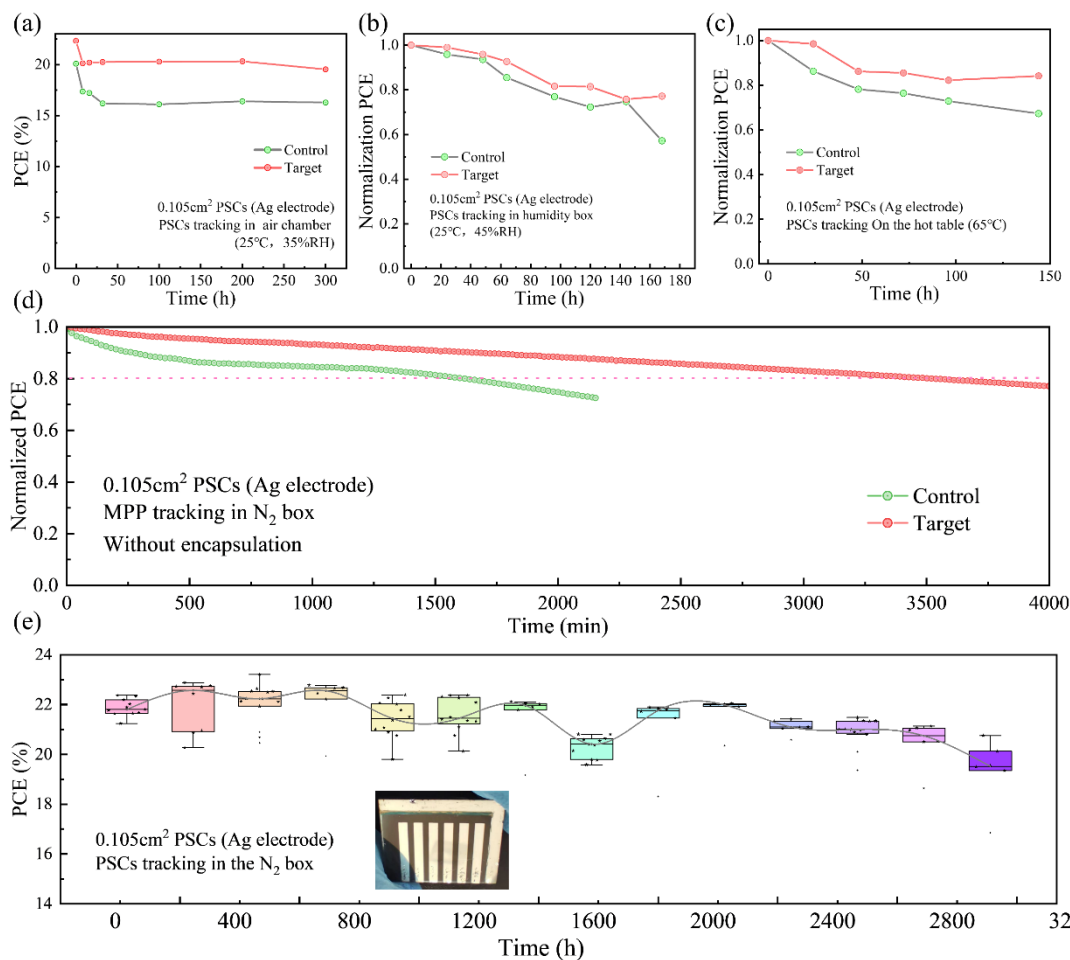 (a)
PCE (%)
20
15
10
5
0
Control
Target
0.105cm² PSCs (Ag electrode)
PSCs tracking in air chamber
(25°C, 35%RH)
0 50 100 150 200 250 300
Time (h)
(b)
Normalization PCE
1.0
0.8
0.6
0.4
0.2
0.0
Control
Target
0.105cm² PSCs (Ag electrode)
PSCs tracking in humidity box
(25°C, 45%RH)
0 20 40 60 80 100 120 140 160 180
Time (h)
(c)
Normalization PCE
1.0
0.8
0.6
0.4
0.2
0.0
Control
Target
0.105cm² PSCs (Ag electrode)
PSCs tracking On the hot table (65°C)
0 50 100 150
Time (h)
(d)
Normalized PCE
1.0
0.8
0.6
0.4
0.2
0.0
0.8
0.105cm² PSCs (Ag electrode)
MPP tracking in N₂ box
Without encapsulation
Control
Target
0 500 1000 1500 2000 2500 3000 3500 4000
Time (min)
(e)
PCE (%)
24
22
20
18
16
14
0.105cm² PSCs (Ag electrode)
PSCs tracking in the N₂ box
0 400 800 1200 1600 2000 2400 2800 32
Time (h)